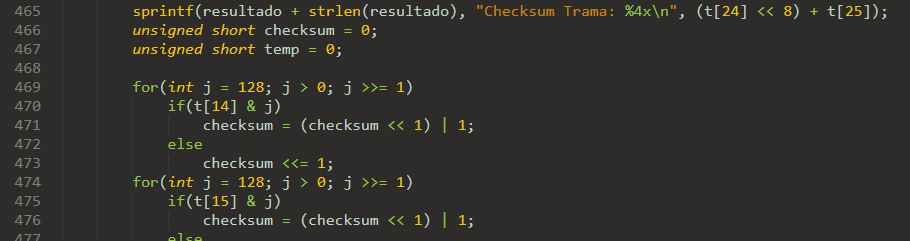 465 sprintf(resultado + strlen(resultado), "Checksum Trama: %4x\n", (t[24] << 8) + t[25]);
466 unsigned short checksum = 0;
467 unsigned short temp = 0;
468
469 for(int j = 128; j > 0; j >>= 1)
470 if(t[14] & j)
471 checksum = (checksum << 1) | 1;
472 else
473 checksum <<= 1;
474 for(int j = 128; j > 0; j >>= 1)
475 if(t[15] & j)
476 checksum = (checksum << 1) | 1;
477 else